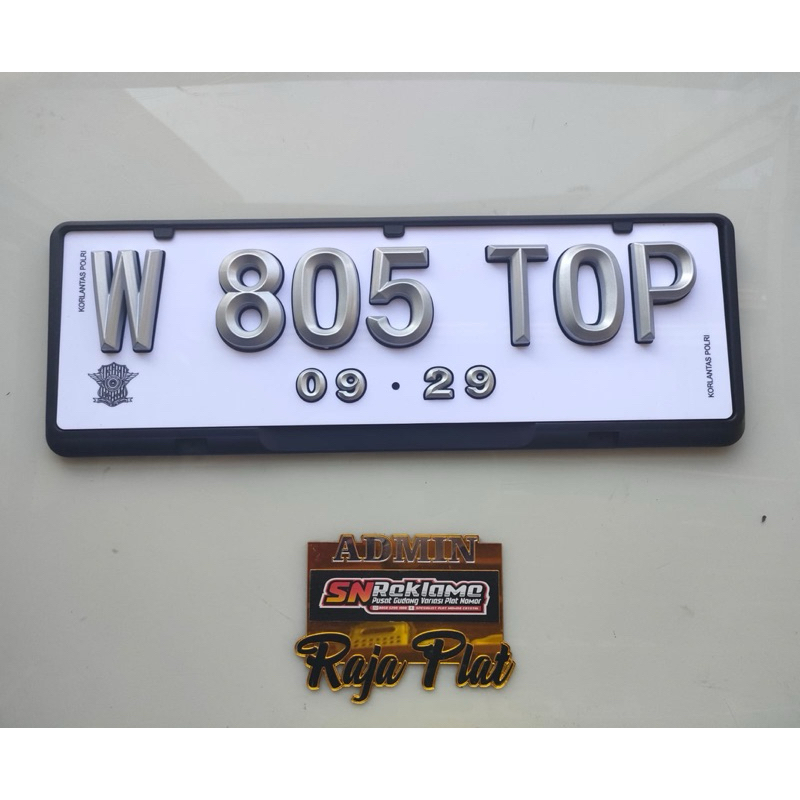 KORLANTAS POLRI
W 805 TOP
KORLANTAS POLRI
09 . 29
ADMIN
SNReklame
Pusat Gudang Variasi Plat Nomor
Raja Plat